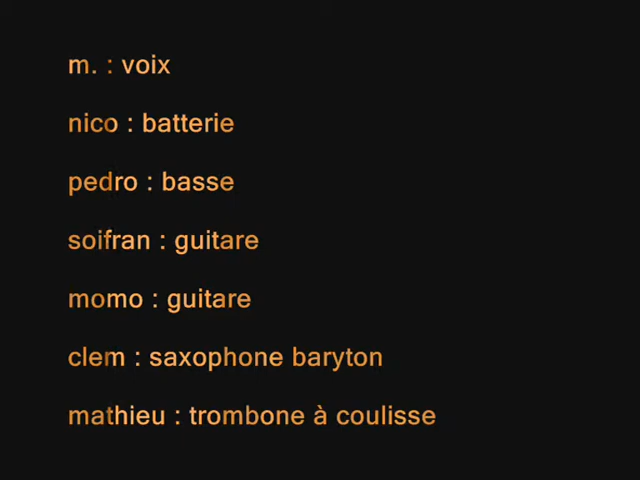 m. : voix
nico : batterie
pedro : basse
soifran : guitare
momo : guitare
clem : saxophone baryton
mathieu : trombone à coulisse